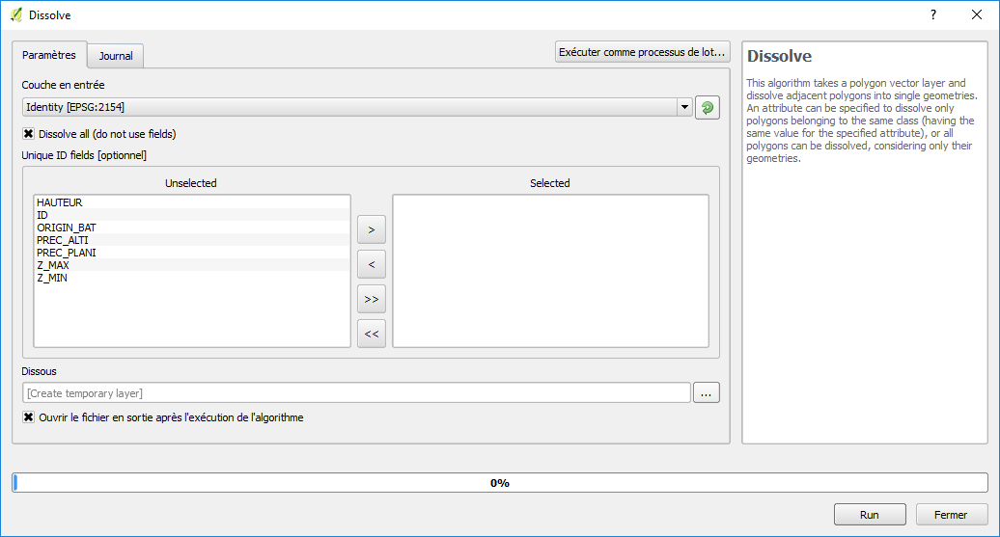 Dissolve
?
Paramètres
Journal
Exécuter comme processus de lot...
Couche en entrée
Identity [EPSG:2154]
Dissolve all (do not use fields)
Unique ID fields [optionnel]
Unselected
Selected
HAUTEUR
ID
ORIGIN_BAT
PREC_ALTI
PREC_PLANI
Z_MAX
Z_MIN
>
<
>>
<<
Dissous
[Create temporary layer]
...
Ouvrir le fichier en sortie après l'exécution de l'algorithme
Dissolve
This algorithm takes a polygon vector layer and
dissolve adjacent polygons into single geometries.
An attribute can be specified to dissolve only
polygons belonging to the same class (having the
same value for the specified attribute), or all
polygons can be dissolved, considering only their
geometries.
0%
Run
Fermer